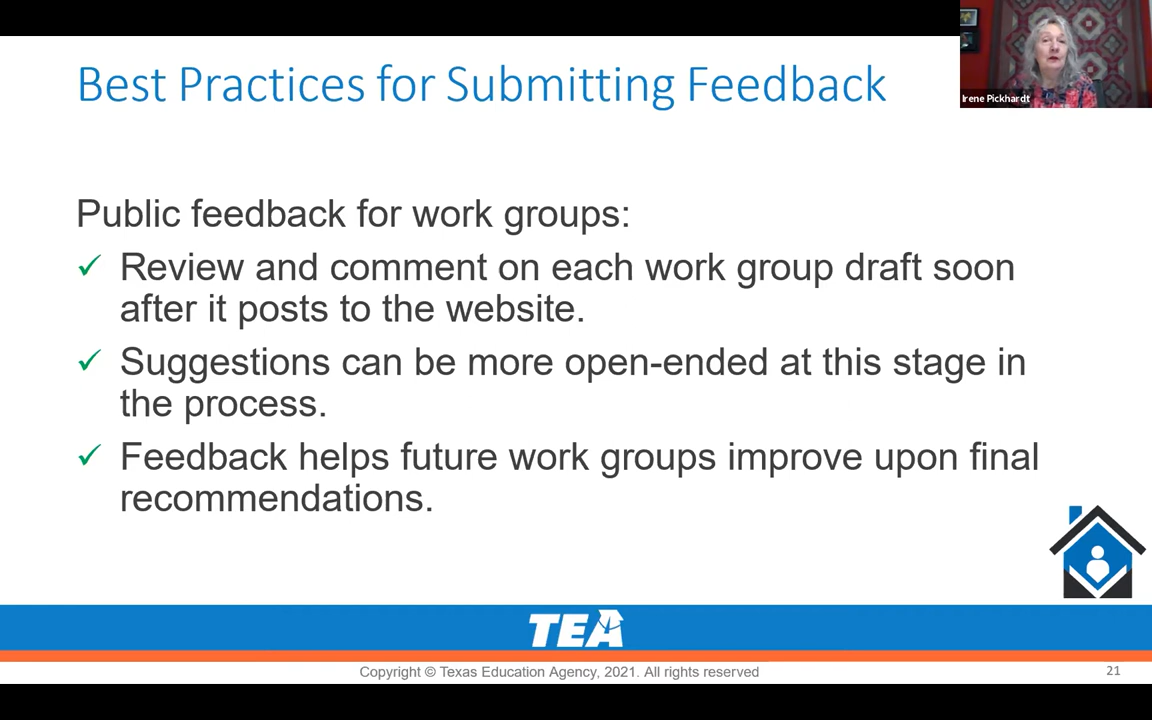 Best Practices for Submitting Feedback
Irene Pickhardt
Public feedback for work groups:
✓ Review and comment on each work group draft soon
after it posts to the website.
✓ Suggestions can be more open-ended at this stage in
the process.
✓ Feedback helps future work groups improve upon final
recommendations.
TEA
Copyright © Texas Education Agency, 2021. All rights reserved
21